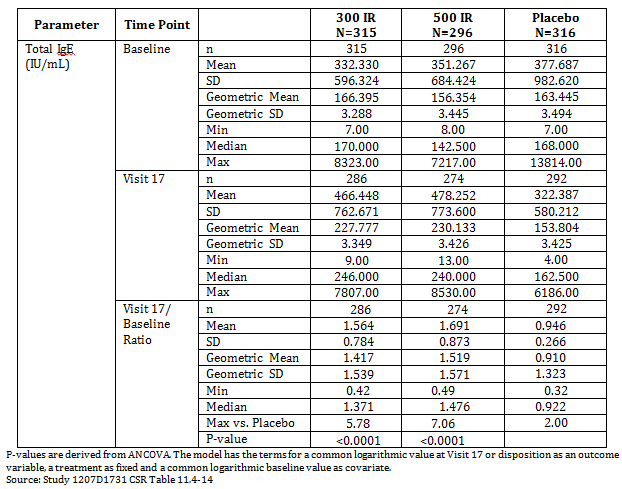 Parameter Time Point 300 IR N=315 500 IR N=296 Placebo N=316
Total IgE (IU/mL) Baseline n 315 296 316
Mean 332.330 351.267 377.687
SD 596.324 684.424 982.620
Geometric Mean 166.395 156.354 163.445
Geometric SD 3.288 3.445 3.494
Min 7.00 8.00 7.00
Median 170.000 142.500 168.000
Max 8323.00 7217.00 13814.00
Visit 17 n 286 274 292
Mean 466.448 478.252 322.387
SD 762.671 773.600 580.212
Geometric Mean 227.777 230.133 153.804
Geometric SD 3.349 3.426 3.425
Min 9.00 13.00 4.00
Median 246.000 240.000 162.500
Max 7807.00 8530.00 6186.00
Visit 17/ Baseline Ratio n 286 274 292
Mean 1.564 1.691 0.946
SD 0.784 0.873 0.266
Geometric Mean 1.417 1.519 0.910
Geometric SD 1.539 1.571 1.323
Min 0.42 0.49 0.32
Median 1.371 1.476 0.922
Max vs. Placebo 5.78 7.06 2.00
P-value <0.0001 <0.0001
P-values are derived from ANCOVA. The model has the terms for a common logarithmic value at Visit 17 or disposition as an outcome
variable, a treatment as fixed and a common logarithmic baseline value as covariate.
Source: Study 1207D1731 CSR Table 11.4-14